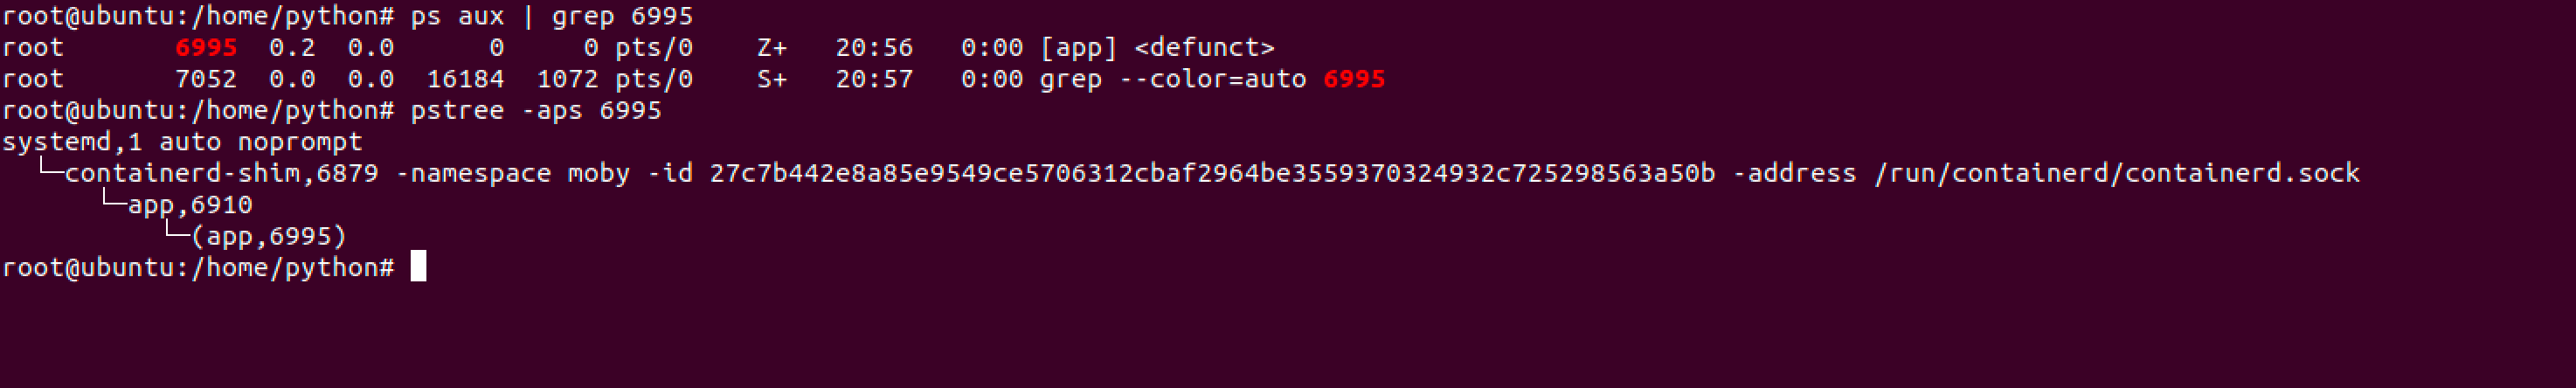 root@ubuntu:/home/python# ps aux | grep 6995
root       6995  0.2  0.0      0     0 pts/0    Z+   20:56   0:00 [app] <defunct>
root       7052  0.0  0.0  16184  1072 pts/0    S+   20:57   0:00 grep --color=auto 6995
root@ubuntu:/home/python# pstree -aps 6995
systemd,1 auto noprompt
  └─containerd-shim,6879 -namespace moby -id 27c7b442e8a85e9549ce5706312cbaf2964be3559370324932c725298563a50b -address /run/containerd/containerd.sock
      └─app,6910
          └─(app,6995)
root@ubuntu:/home/python#